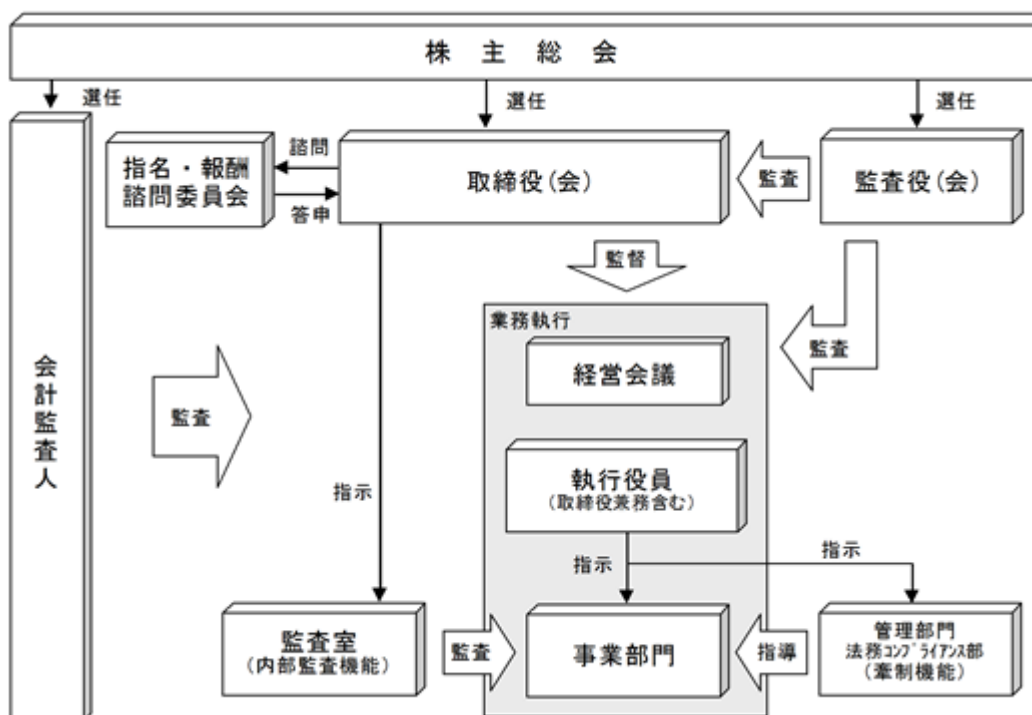 株主総会
選任
選任
選任
指名・報酬
諮問委員会
諮問
答申
取締役(会)
監査
監査役(会)
監督
監査
業務執行
経営会議
会計監査人
監査
執行役員
(取締役兼務含む)
指示
指示
指示
監査室
(内部監査機能)
監査
事業部門
指導
管理部門
法務コンプライアンス部
(牽制機能)